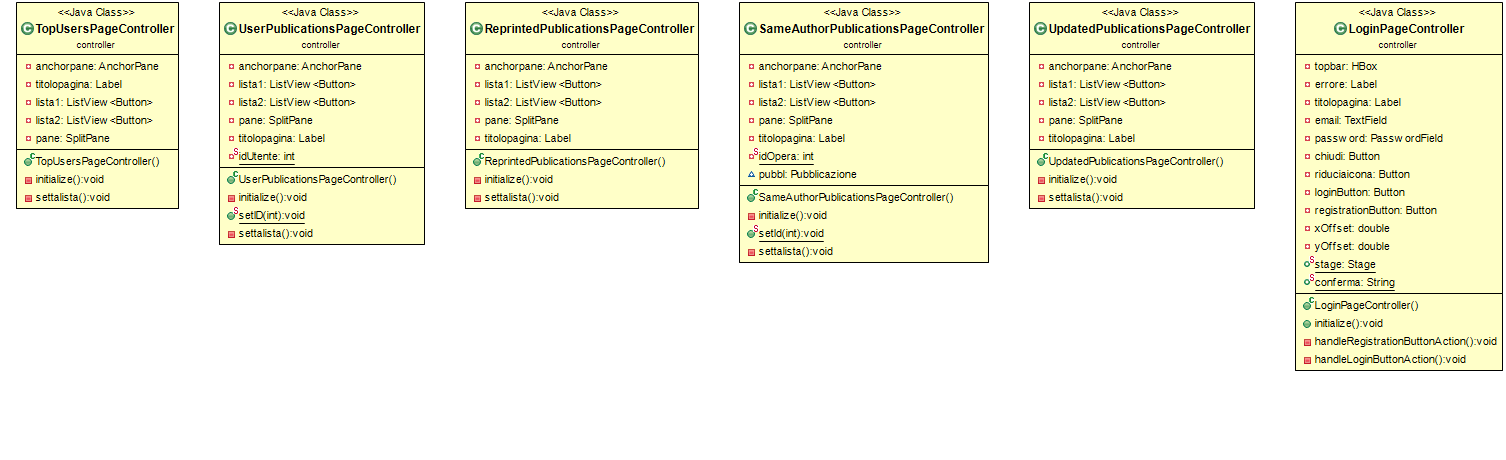 <<Java Class>>
TopUsersPageController
controller
anchorpane: AnchorPane
titolopagina: Label
lista1: ListView <Button>
lista2: ListView <Button>
pane: SplitPane
TopUsersPageController()
initialize():void
settalista():void
<<Java Class>>
UserPublicationsPageController
controller
anchorpane: AnchorPane
lista1: ListView <Button>
lista2: ListView <Button>
pane: SplitPane
titolopagina: Label
idUtente: int
UserPublicationsPageController()
initialize():void
setID(int):void
settalista():void
<<Java Class>>
ReprintedPublicationsPageController
controller
anchorpane: AnchorPane
lista1: ListView <Button>
lista2: ListView <Button>
pane: SplitPane
titolopagina: Label
ReprintedPublicationsPageController()
initialize():void
settalista():void
<<Java Class>>
SameAuthorPublicationsPageController
controller
anchorpane: AnchorPane
lista1: ListView <Button>
lista2: ListView <Button>
pane: SplitPane
titolopagina: Label
idOpera: int
pubbl: Pubblicazione
SameAuthorPublicationsPageController()
initialize():void
setId(int):void
settalista():void
<<Java Class>>
UpdatedPublicationsPageController
controller
anchorpane: AnchorPane
lista1: ListView <Button>
lista2: ListView <Button>
pane: SplitPane
titolopagina: Label
UpdatedPublicationsPageController()
initialize():void
settalista():void
<<Java Class>>
LoginPageController
controller
topbar: HBox
errore: Label
titolopagina: Label
email: TextField
password: PasswordField
chiudi: Button
riduciaicona: Button
loginButton: Button
registrationButton: Button
xOffset: double
yOffset: double
stage: Stage
conferma: String
LoginPageController()
initialize():void
handleRegistrationButtonAction():void
handleLoginButtonAction():void